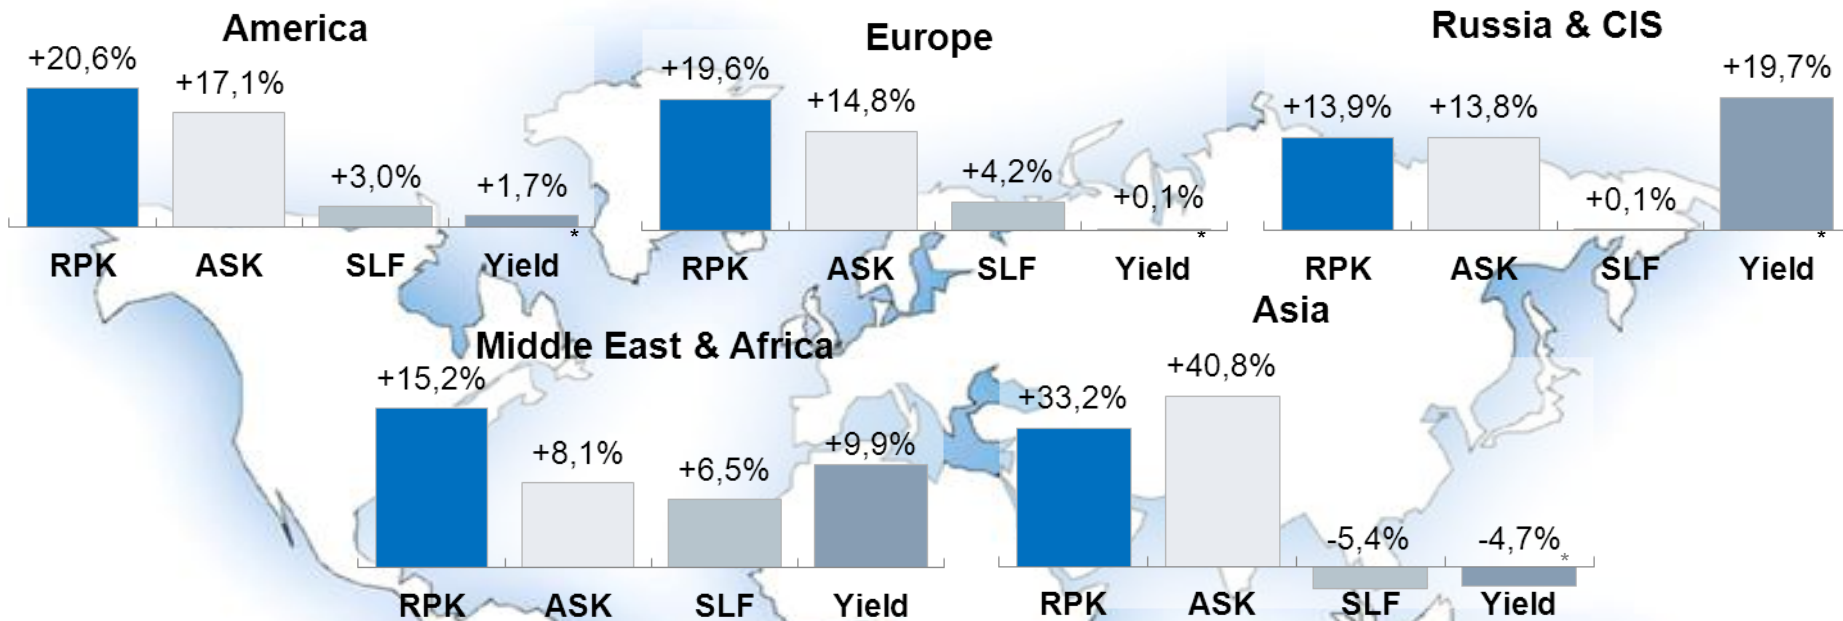 America
+20,6%
+17,1%
+3,0%
+1,7%
*
RPK ASK SLF Yield
Europe
+19,6%
+14,8%
+4,2%
+0,1%
*
RPK ASK SLF Yield
Russia & CIS
+13,9%
+13,8%
+0,1%
+19,7%
*
RPK ASK SLF Yield
Middle East & Africa
+15,2%
+8,1%
+6,5%
+9,9%
RPK ASK SLF Yield
Asia
+33,2%
+40,8%
-5,4%
-4,7%*
RPK ASK SLF Yield